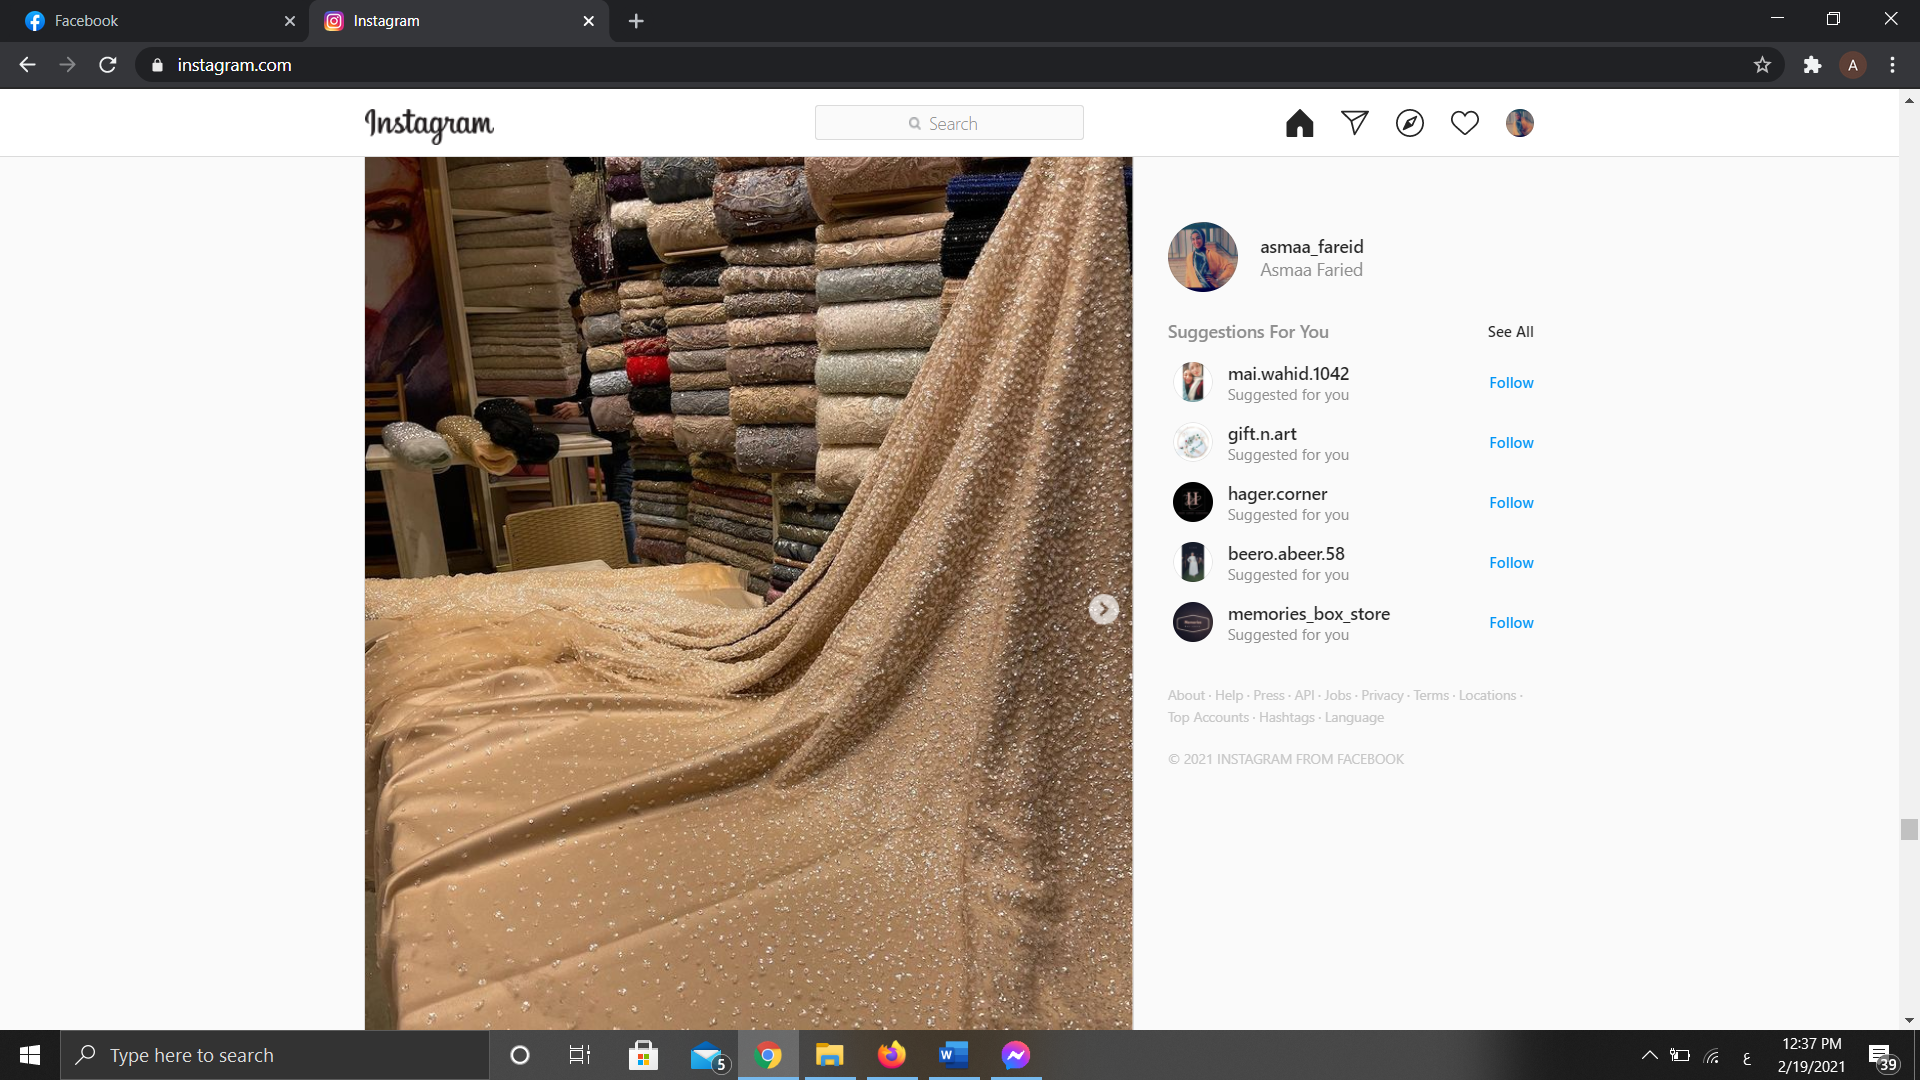 Facebook
Instagram
instagram.com
A
Instagram
Search
asmaa_fareid
Asmaa Faried
Suggestions For You
See All
mai.wahid.1042
Suggested for you
Follow
gift.n.art
Suggested for you
Follow
hager.corner
Suggested for you
Follow
beero.abeer.58
Suggested for you
Follow
memories_box_store
Suggested for you
Follow
About · Help · Press · API · Jobs · Privacy · Terms · Locations ·
Top Accounts · Hashtags · Language
© 2021 INSTAGRAM FROM FACEBOOK
Type here to search
5
W
ع
12:37 PM
2/19/2021
39